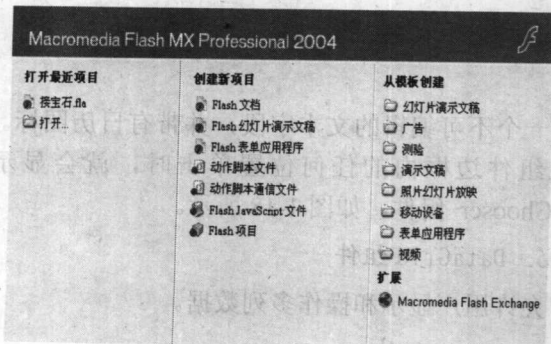 Macromedia Flash MX Professional 2004
打开最近项目
接宝石.fla
打开...
创建新项目
Flash 文档
Flash 幻灯片演示文稿
Flash 表单应用程序
动作脚本文件
动作脚本通信文件
Flash JavaScript 文件
Flash 项目
从模板创建
幻灯片演示文稿
广告
测验
演示文稿
照片幻灯片放映
移动设备
表单应用程序
视频
扩展
Macromedia Flash Exchange